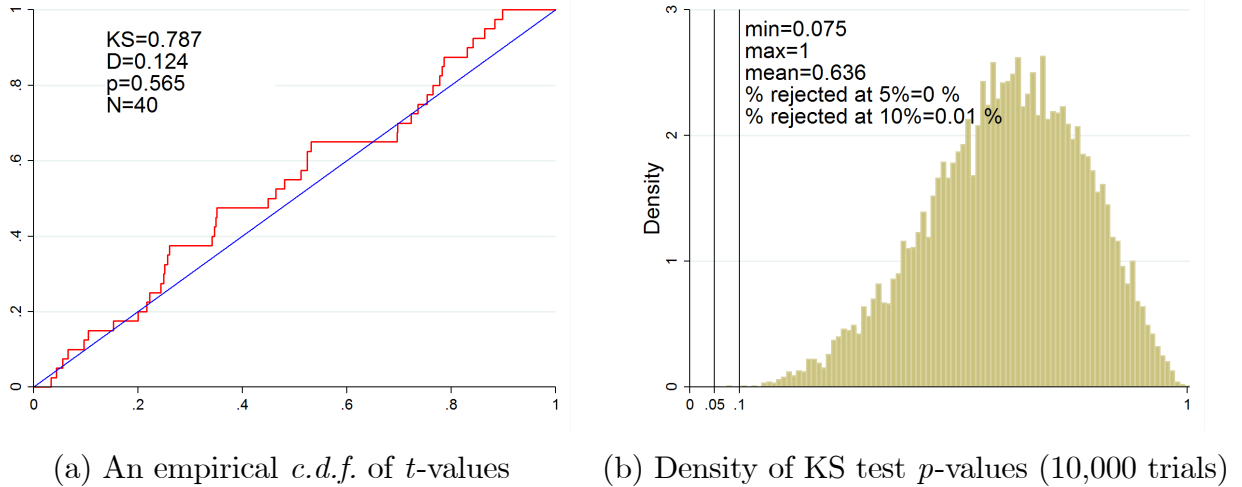 KS=0.787
D=0.124
p=0.565
N=40
1
.8
.6
.4
.2
0
0 .2 .4 .6 .8 1
(a) An empirical c.d.f. of t-values
min=0.075
max=1
mean=0.636
% rejected at 5%=0 %
% rejected at 10%=0.01 %
3
2
1
0
Density
0 .05 .1 1
(b) Density of KS test p-values (10,000 trials)